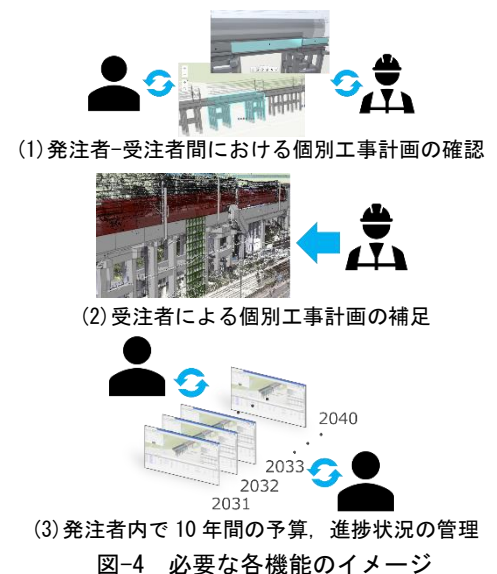 (1)発注者-受注者間における個別工事計画の確認
(2)受注者による個別工事計画の補足
2040
2033
2032
2031
(3)発注者内で10年間の予算，進捗状況の管理
図-4　必要な各機能のイメージ